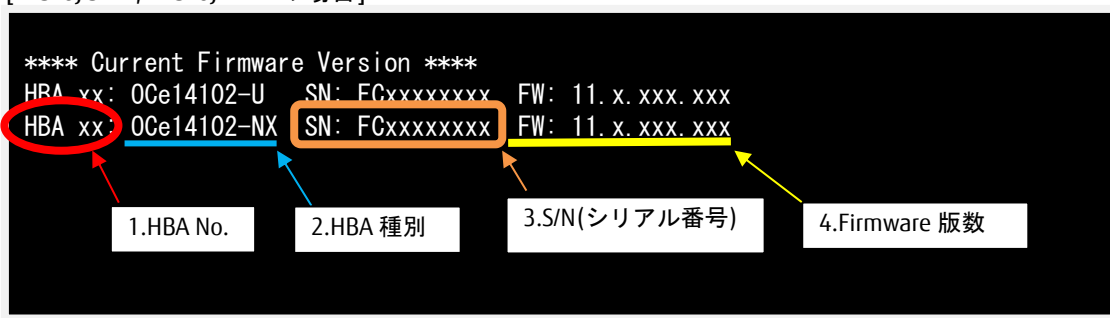 **** Current Firmware Version ****
HBA xx: OCe14102-U SN: FCxxxxxxxx FW: 11.x.xxx.xxx
HBA xx: OCe14102-NX SN: FCxxxxxxxx FW: 11.x.xxx.xxx
1.HBA No.
2.HBA 種別
3.S/N(シリアル番号)
4.Firmware 版数